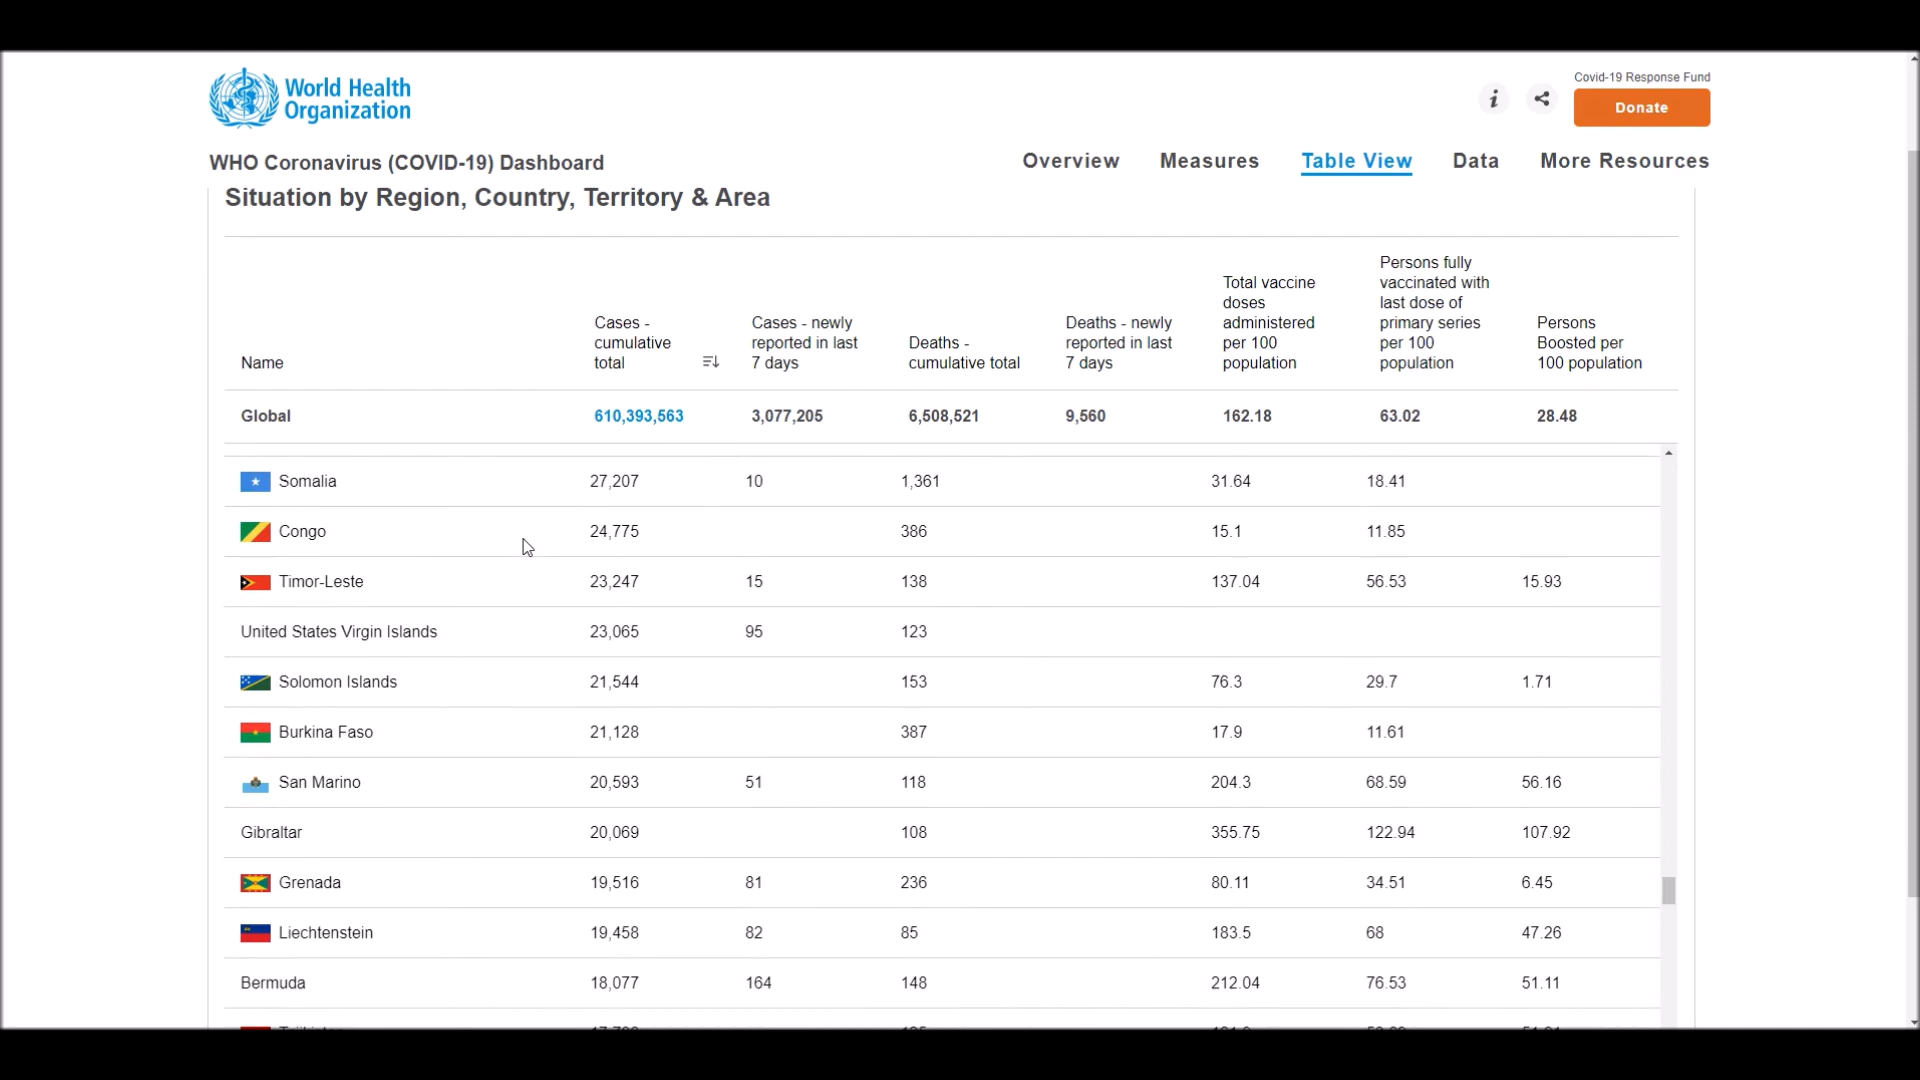 World Health
Organization
Covid-19 Response Fund
Donate
WHO Coronavirus (COVID-19) Dashboard
Overview Measures Table View Data More Resources
Situation by Region, Country, Territory & Area
Name
Cases -
cumulative
total
Cases - newly
reported in last
7 days
Deaths -
cumulative total
Deaths - newly
reported in last
7 days
Total vaccine
doses
administered
per 100
population
Persons fully
vaccinated with
last dose of
primary series
per 100
population
Persons
Boosted per
100 population
Global 610,393,563 3,077,205 6,508,521 9,560 162.18 63.02 28.48
Somalia 27,207 10 1,361 31.64 18.41
Congo 24,775 386 15.1 11.85
Timor-Leste 23,247 15 138 137.04 56.53 15.93
United States Virgin Islands 23,065 95 123
Solomon Islands 21,544 153 76.3 29.7 1.71
Burkina Faso 21,128 387 17.9 11.61
San Marino 20,593 51 118 204.3 68.59 56.16
Gibraltar 20,069 108 355.75 122.94 107.92
Grenada 19,516 81 236 80.11 34.51 6.45
Liechtenstein 19,458 82 85 183.5 68 47.26
Bermuda 18,077 164 148 212.04 76.53 51.11